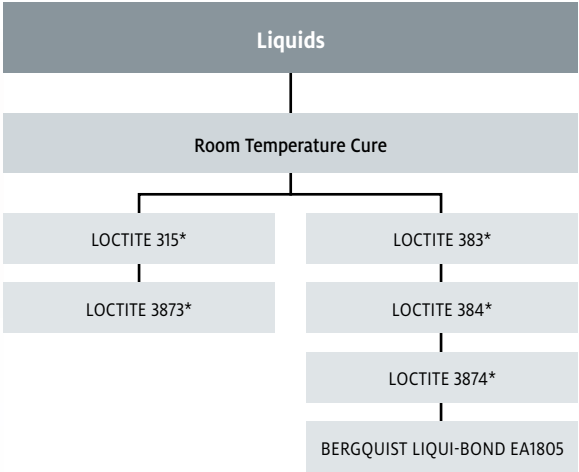 Liquids
Room Temperature Cure
LOCTITE 315*
LOCTITE 3873*
LOCTITE 383*
LOCTITE 384*
LOCTITE 3874*
BERGQUIST LIQUI-BOND EA1805